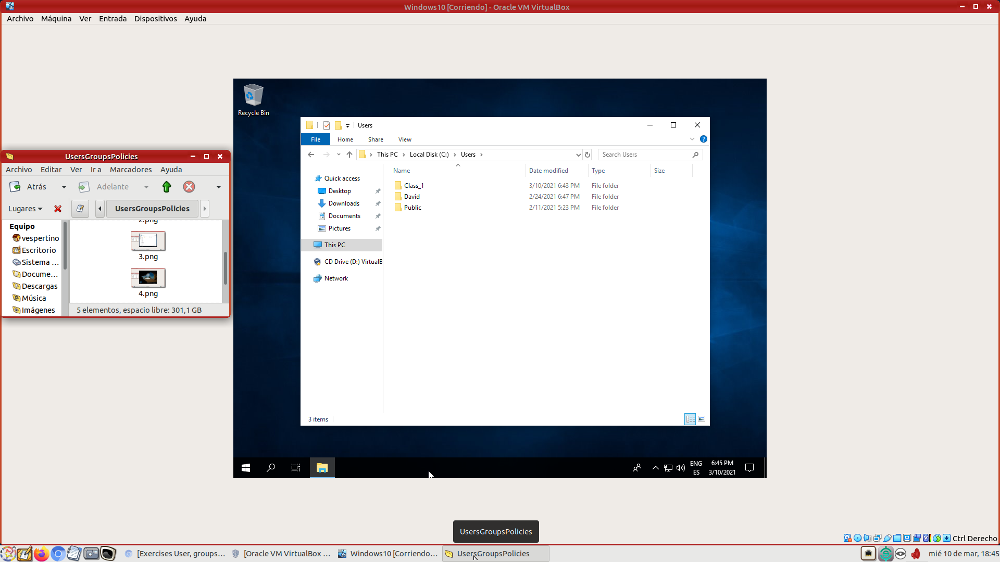 Windows10 [Corriendo] - Oracle VM VirtualBox
Archivo Máquina Ver Entrada Dispositivos Ayuda
Recycle Bin
Users
File Home Share View
This PC Local Disk (C:) Users
Search Users
Name Date modified Type Size
Quick access
Desktop
Downloads
Documents
Pictures
This PC
CD Drive (D:) VirtualB
Network
Class_1 3/10/2021 6:43 PM File folder
David 2/24/2021 6:47 PM File folder
Public 2/11/2021 5:23 PM File folder
3 items
UsersGroupsPolicies
Archivo Editar Ver Ir a Marcadores Ayuda
Atrás Adelante
Lugares UsersGroupsPolicies
Equipo
vespertino
Escritorio
Sistema ...
Docume...
Descargas
Música
Imágenes
2.png
3.png
4.png
5 elementos, espacio libre: 301,1 GB
ENG
ES
6:45 PM
3/10/2021
UsersGroupsPolicies
Ctrl Derecho
[Exercises User, groups... [Oracle VM VirtualBox ... Windows10 [Corriendo... UsersGroupsPolicies
mié 10 de mar, 18:45